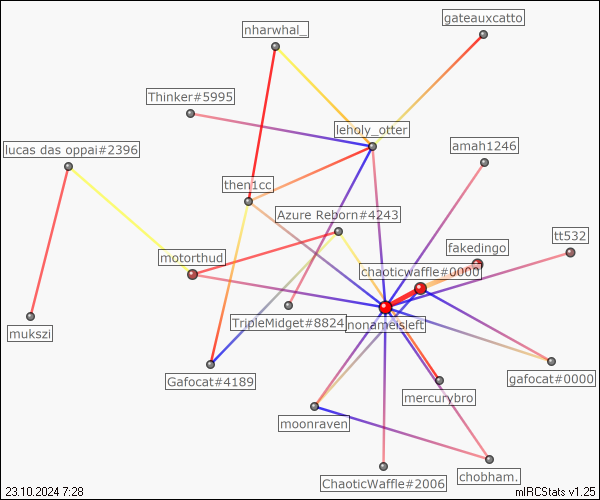 gateauxcatto
nharwhal_
Thinker#5995
leholy_otter
lucas das oppai#2396
amah1246
then1cc
Azure Reborn#4243
tt532
fakedingo
motorthud
chaoticwaffle#0000
TripleMidget#8824
nonameisleft
mukszi
Gafocat#4189
gafocat#0000
mercurybro
moonraven
chobham.
ChaoticWaffle#2006
23.10.2024 7:28
mIRCStats v1.25